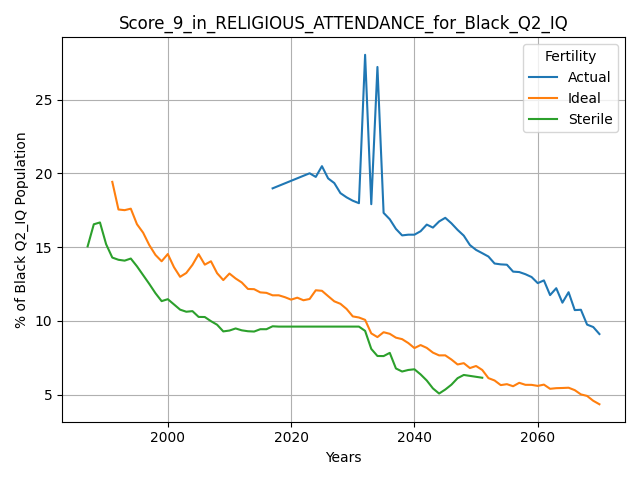 Score_9_in_RELIGIOUS_ATTENDANCE_for_Black_Q2_IQ
Fertility
Actual
Ideal
Sterile
% of Black Q2_IQ Population
25
20
15
10
5
2000
2020
2040
2060
Years